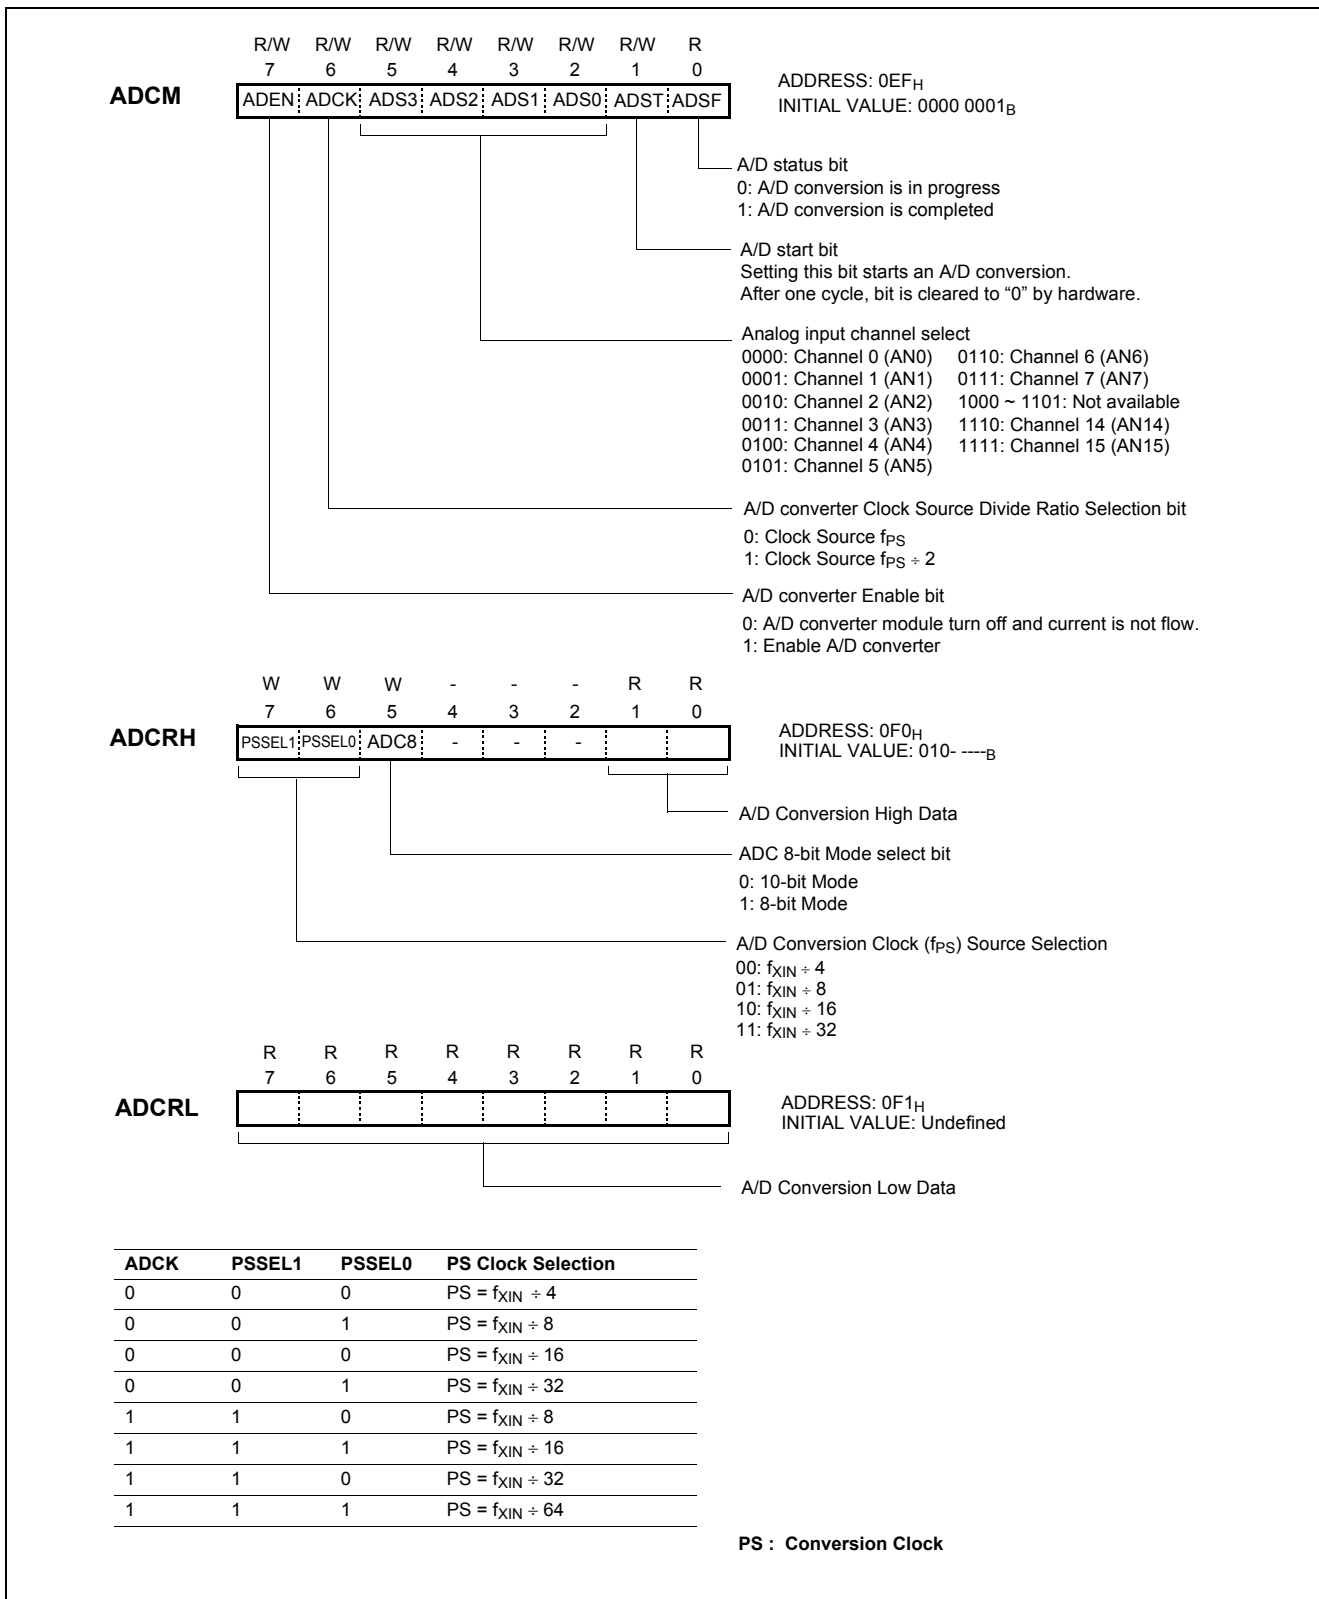 R/W R/W R/W R/W R/W R/W R/W R
7 6 5 4 3 2 1 0
ADCM
ADEN ADCK ADS3 ADS2 ADS1 ADS0 ADST ADSF
ADDRESS: 0EFH
INITIAL VALUE: 0000 0001B
A/D status bit
0: A/D conversion is in progress
1: A/D conversion is completed
A/D start bit
Setting this bit starts an A/D conversion.
After one cycle, bit is cleared to “0” by hardware.
Analog input channel select
0000: Channel 0 (AN0) 0110: Channel 6 (AN6)
0001: Channel 1 (AN1) 0111: Channel 7 (AN7)
0010: Channel 2 (AN2) 1000 ~ 1101: Not available
0011: Channel 3 (AN3) 1110: Channel 14 (AN14)
0100: Channel 4 (AN4) 1111: Channel 15 (AN15)
0101: Channel 5 (AN5)
A/D converter Clock Source Divide Ratio Selection bit
0: Clock Source fPS
1: Clock Source fPS ÷ 2
A/D converter Enable bit
0: A/D converter module turn off and current is not flow.
1: Enable A/D converter
W W W - - - R R
7 6 5 4 3 2 1 0
ADCRH
PSSEL1 PSSEL0 ADC8 - - -
ADDRESS: 0F0H
INITIAL VALUE: 010- ----B
A/D Conversion High Data
ADC 8-bit Mode select bit
0: 10-bit Mode
1: 8-bit Mode
A/D Conversion Clock (fPS) Source Selection
00: fXIN ÷ 4
01: fXIN ÷ 8
10: fXIN ÷ 16
11: fXIN ÷ 32
R R R R R R R R
7 6 5 4 3 2 1 0
ADCRL
ADDRESS: 0F1H
INITIAL VALUE: Undefined
A/D Conversion Low Data
ADCK PSSEL1 PSSEL0 PS Clock Selection
0 0 0 PS = fXIN ÷ 4
0 0 1 PS = fXIN ÷ 8
0 0 0 PS = fXIN ÷ 16
0 0 1 PS = fXIN ÷ 32
1 1 0 PS = fXIN ÷ 8
1 1 1 PS = fXIN ÷ 16
1 1 0 PS = fXIN ÷ 32
1 1 1 PS = fXIN ÷ 64
PS : Conversion Clock